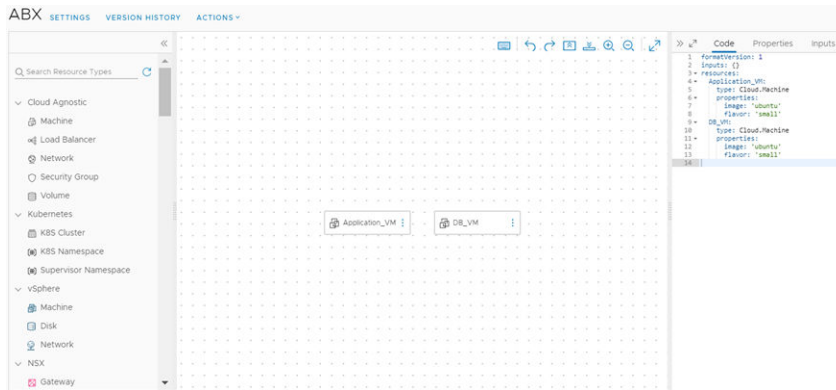 ABX SETTINGS VERSION HISTORY ACTIONS
Search Resource Types
Cloud Agnostic
Machine
Load Balancer
Network
Security Group
Volume
Kubernetes
K8S Cluster
K8S Namespace
Supervisor Namespace
vSphere
Machine
Disk
Network
NSX
Gateway
Application_VM
DB_VM
Code Properties Inputs
1 formatVersion: 1
2 inputs: {}
3 resources:
4 Application_VM:
5 type: Cloud.Machine
6 properties:
7 image: 'ubuntu'
8 flavor: 'small'
9 DB_VM:
10 type: Cloud.Machine
11 properties:
12 image: 'ubuntu'
13 flavor: 'small'
14